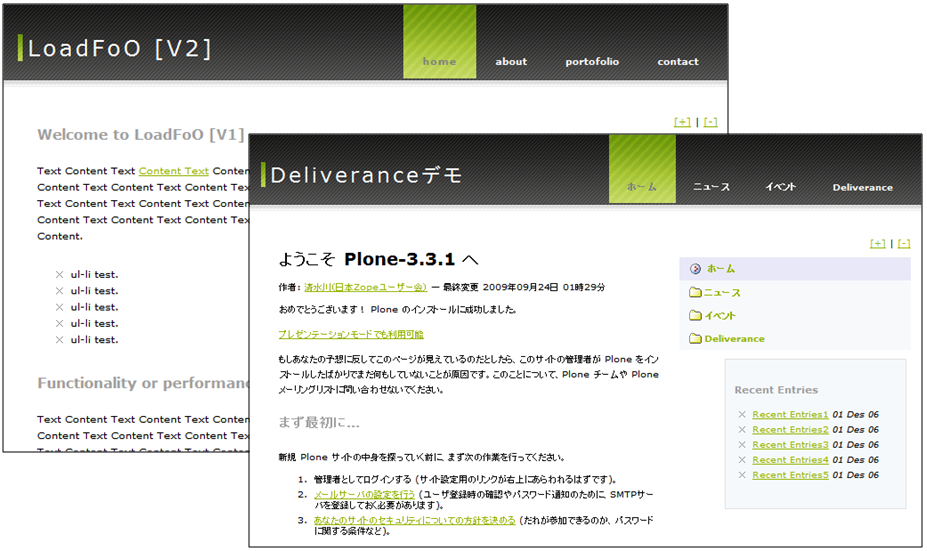 LoadFoO [V2]
home about portofolio contact
[+] | [-]
Welcome to LoadFoO [V1]
Text Content Text Content Text Conten
Content Text Content Text Content Tex
Text Content Text Content Text Conten
Content Text Content Text Content Tex
Content.
ul-li test.
ul-li test.
ul-li test.
ul-li test.
ul-li test.
Functionality or performanc
Text Content Text Content Text Conten
Content Text Content Text Content Tex
Text Content Text Content Text Conten
Deliveranceデモ
ホーム ニュース イベント Deliverance
[+] | [-]
ようこそ Plone-3.3.1 へ
作者: 清水川(日本Zopeユーザー会) — 最終変更 2009年09月24日 01時29分
おめでとうございます! Plone のインストールに成功しました。
プレゼンテーションモードでも利用可能
もしあなたの予想に反してこのページが見えているのだとしたら、このサイトの管理者が Plone をイン
ストールしたばかりでまだ何もしていないことが原因です。このことについて、Plone チームや Plone
メーリングリストに問い合わせないでください。
まず最初に...
新規 Plone サイトの中身を探っていく前に、まず次の作業を行ってください。
1. 管理者としてログインする (サイト設定用のリンクが右上にあらわれるはずです)。
2. メールサーバの設定を行う (ユーザ登録時の確認やパスワード通知のために、SMTPサー
バを登録しておく必要があります)。
3. あなたのサイトのセキュリティについての方針を決める (だれが参加できるのか、パスワード
に関する条件など)。
ホーム
ニュース
イベント
Deliverance
Recent Entries
Recent Entries1 01 Des 06
Recent Entries2 01 Des 06
Recent Entries3 01 Des 06
Recent Entries4 01 Des 06
Recent Entries5 01 Des 06